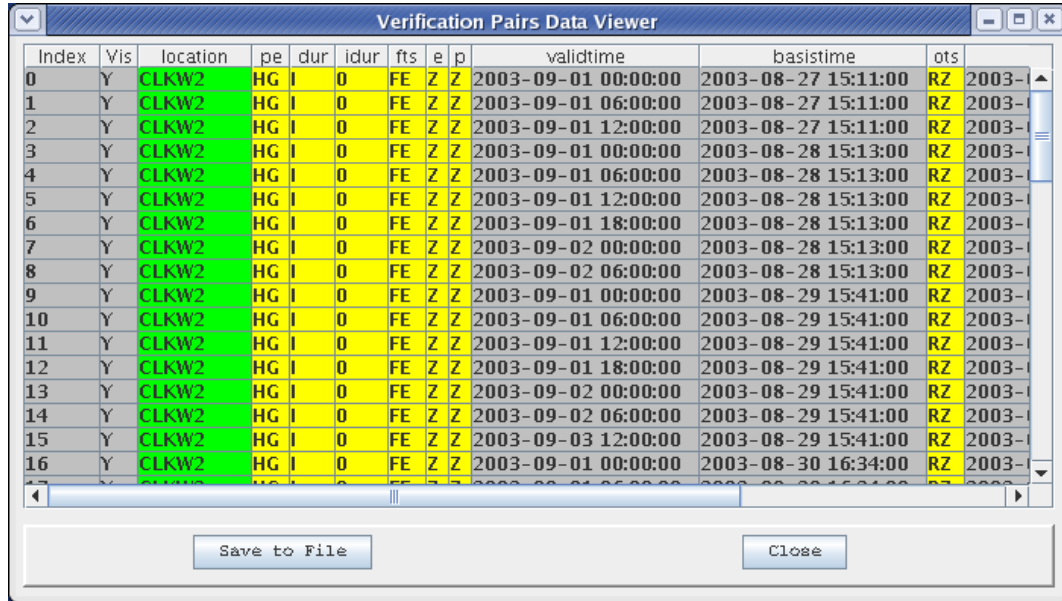 Verification Pairs Data Viewer
Index Vis location pe dur idur fts e p validtime basistime ots
0 Y CLKW2 HG I 0 FE Z Z 2003-09-01 00:00:00 2003-08-27 15:11:00 RZ 2003-
1 Y CLKW2 HG I 0 FE Z Z 2003-09-01 06:00:00 2003-08-27 15:11:00 RZ 2003-
2 Y CLKW2 HG I 0 FE Z Z 2003-09-01 12:00:00 2003-08-27 15:11:00 RZ 2003-
3 Y CLKW2 HG I 0 FE Z Z 2003-09-01 00:00:00 2003-08-28 15:13:00 RZ 2003-
4 Y CLKW2 HG I 0 FE Z Z 2003-09-01 06:00:00 2003-08-28 15:13:00 RZ 2003-
5 Y CLKW2 HG I 0 FE Z Z 2003-09-01 12:00:00 2003-08-28 15:13:00 RZ 2003-
6 Y CLKW2 HG I 0 FE Z Z 2003-09-01 18:00:00 2003-08-28 15:13:00 RZ 2003-
7 Y CLKW2 HG I 0 FE Z Z 2003-09-02 00:00:00 2003-08-28 15:13:00 RZ 2003-
8 Y CLKW2 HG I 0 FE Z Z 2003-09-02 06:00:00 2003-08-28 15:13:00 RZ 2003-
9 Y CLKW2 HG I 0 FE Z Z 2003-09-01 00:00:00 2003-08-29 15:41:00 RZ 2003-
10 Y CLKW2 HG I 0 FE Z Z 2003-09-01 06:00:00 2003-08-29 15:41:00 RZ 2003-
11 Y CLKW2 HG I 0 FE Z Z 2003-09-01 12:00:00 2003-08-29 15:41:00 RZ 2003-
12 Y CLKW2 HG I 0 FE Z Z 2003-09-01 18:00:00 2003-08-29 15:41:00 RZ 2003-
13 Y CLKW2 HG I 0 FE Z Z 2003-09-02 00:00:00 2003-08-29 15:41:00 RZ 2003-
14 Y CLKW2 HG I 0 FE Z Z 2003-09-02 06:00:00 2003-08-29 15:41:00 RZ 2003-
15 Y CLKW2 HG I 0 FE Z Z 2003-09-03 12:00:00 2003-08-29 15:41:00 RZ 2003-
16 Y CLKW2 HG I 0 FE Z Z 2003-09-01 00:00:00 2003-08-30 16:34:00 RZ 2003-
Save to File Close